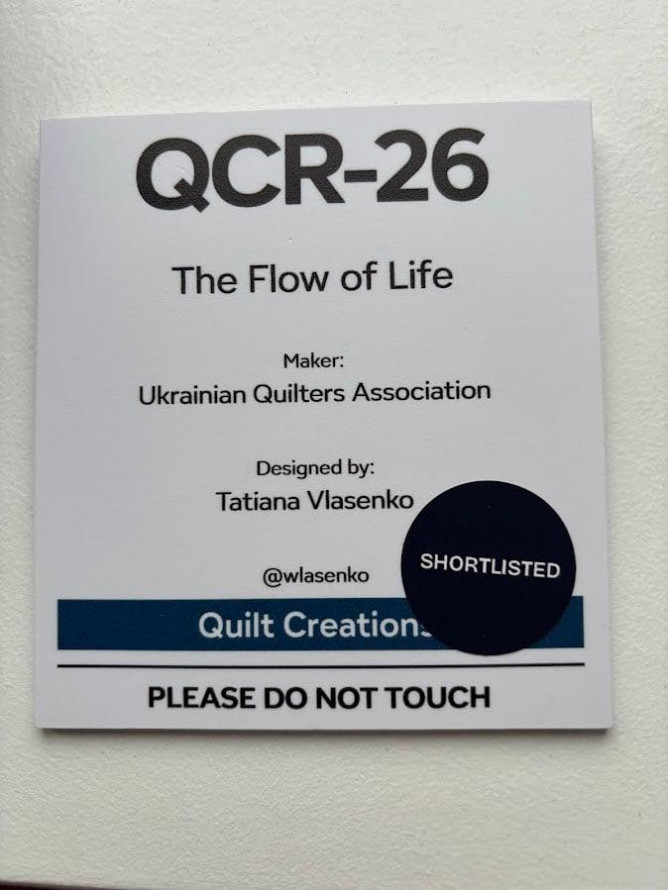 QCR-26
The Flow of Life
Maker:
Ukrainian Quilters Association
Designed by:
Tatiana Vlasenko
@wlasenko
SHORTLISTED
Quilt Creations
PLEASE DO NOT TOUCH